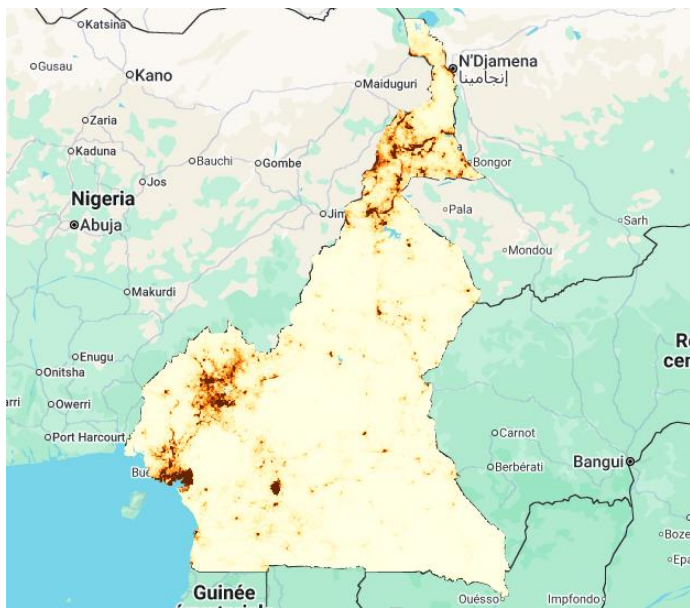 Katsina
Gusau
Kano
N'Djamena
إنجامينا
Maiduguri
Zaria
Kaduna
Bauchi
Gombe
Bongor
Jos
Nigeria
Abuja
Pala
Sarh
Mondou
Makurdi
Enugu
Onitsha
Owerri
Port Harcourt
Carnot
Bangui
Berbérati
Guinée
Ouésso
Impfondo